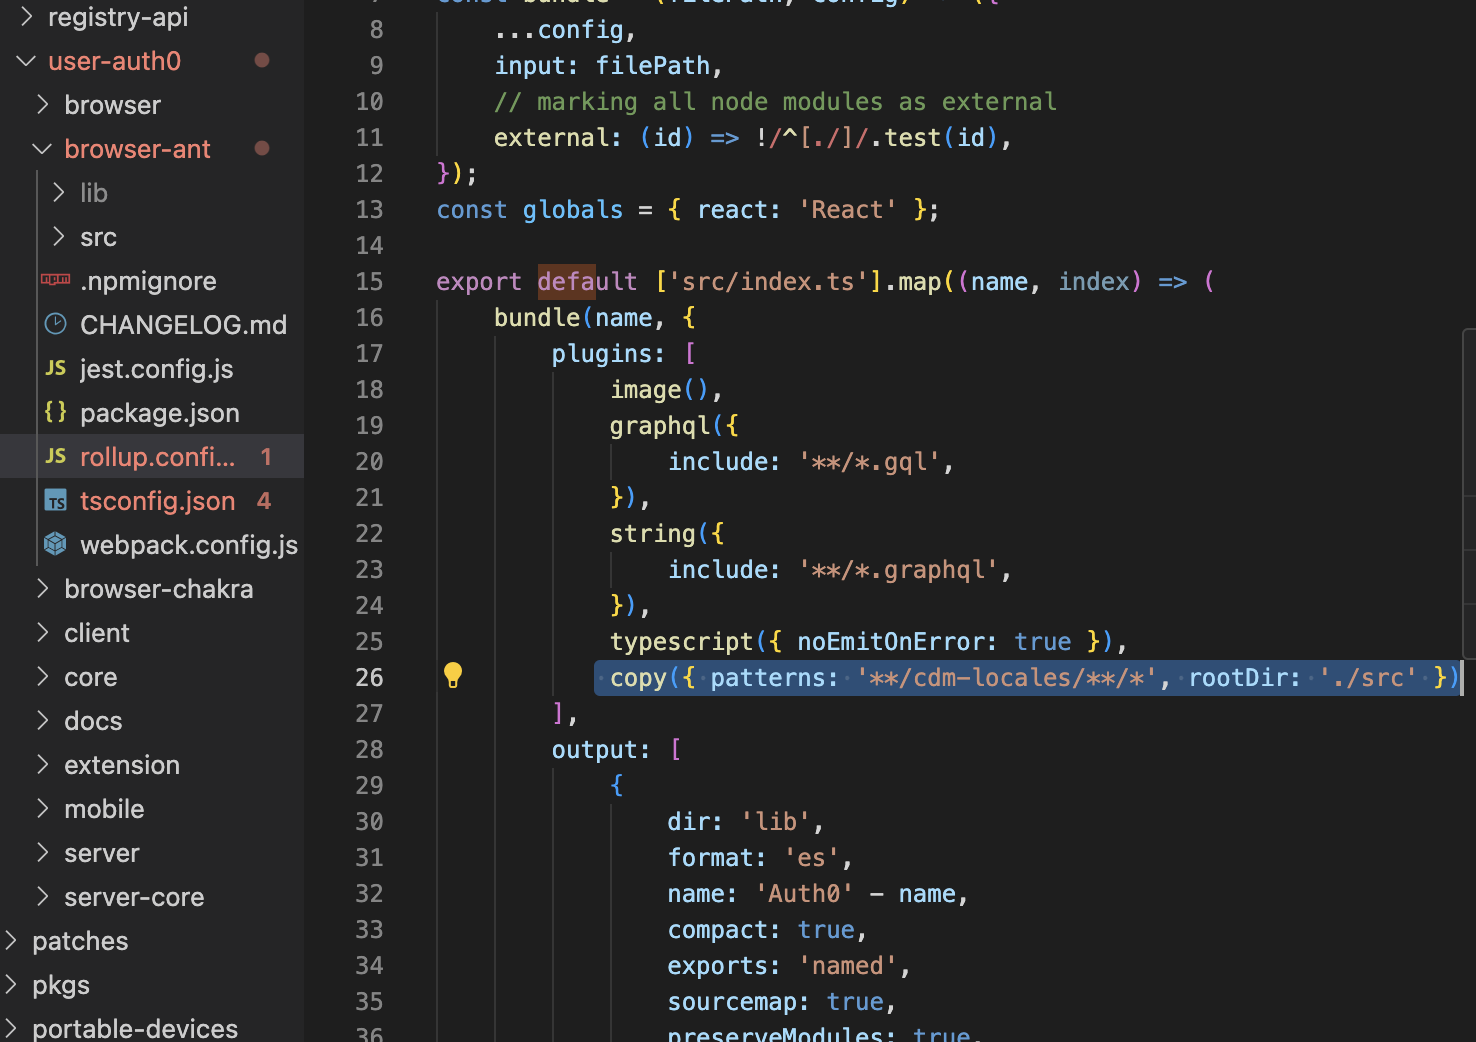 registry-api
user-auth0
browser
browser-ant
lib
src
.npmignore
CHANGELOG.md
JS jest.config.js
{} package.json
JS rollup.confi... 1
TS tsconfig.json 4
webpack.config.js
browser-chakra
client
core
docs
extension
mobile
server
server-core
patches
pkgs
portable-devices
8 ...config,
9 input: filePath,
10 // marking all node modules as external
11 external: (id) => !/^[./]/.test(id),
12 });
13 const globals = { react: 'React' };
14
15 export default ['src/index.ts'].map((name, index) => (
16 bundle(name, {
17 plugins: [
18 image(),
19 graphql({
20 include: '**/*.gql',
21 }),
22 string({
23 include: '**/*.graphql',
24 }),
25 typescript({ noEmitOnError: true }),
26 copy({ patterns: '**/cdm-locales/**/*', rootDir: './src' })
27 ],
28 output: [
29 {
30 dir: 'lib',
31 format: 'es',
32 name: 'Auth0' - name,
33 compact: true,
34 exports: 'named',
35 sourcemap: true,
36 preserveModules: true,